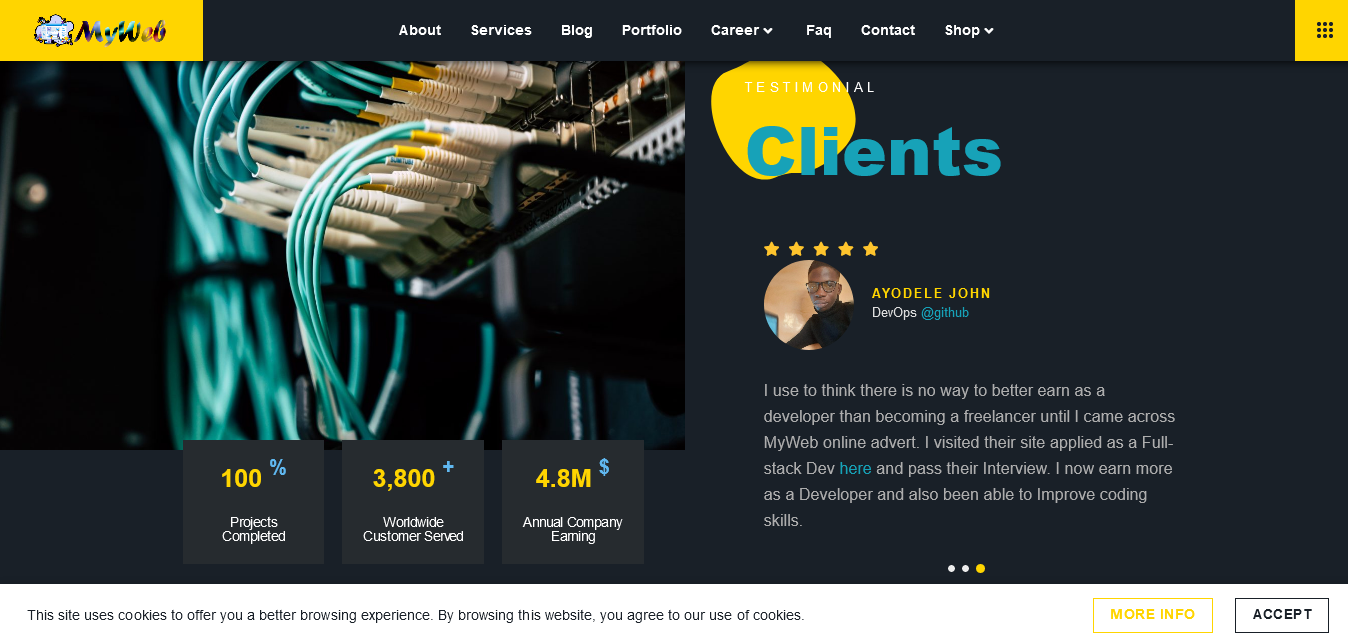 MyWeb
About Services Blog Portfolio Career Faq Contact Shop
TESTIMONIAL
Clients
AYODELE JOHN
DevOps @github
I use to think there is no way to better earn as a
developer than becoming a freelancer until I came across
MyWeb online advert. I visited their site applied as a Full-
stack Dev here and pass their Interview. I now earn more
as a Developer and also been able to Improve coding
skills.
100 %
Projects
Completed
3,800 +
Worldwide
Customer Served
4.8M $
Annual Company
Earning
This site uses cookies to offer you a better browsing experience. By browsing this website, you agree to our use of cookies.
MORE INFO
ACCEPT